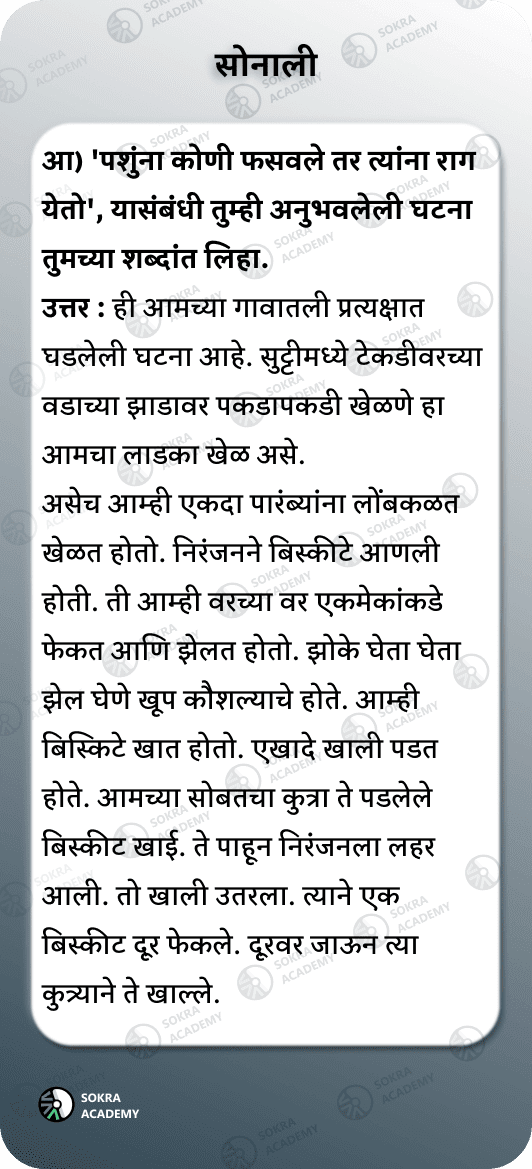 सोनाली
आ) 'पशुंना कोणी फसवले तर त्यांना राग
येतो', यासंबंधी तुम्ही अनुभवलेली घटना
तुमच्या शब्दांत लिहा.
उत्तर : ही आमच्या गावातली प्रत्यक्षात
घडलेली घटना आहे. सुट्टीमध्ये टेकडीवरच्या
वडाच्या झाडावर पकडापकडी खेळणे हा
आमचा लाडका खेळ असे.
असेच आम्ही एकदा पारंब्यांना लोंबकळत
खेळत होतो. निरंजनने बिस्कीटे आणली
होती. ती आम्ही वरच्या वर एकमेकांकडे
फेकत आणि झेलत होतो. झोके घेता घेता
झेल घेणे खूप कौशल्याचे होते. आम्ही
बिस्किटे खात होतो. एखादे खाली पडत
होते. आमच्या सोबतचा कुत्रा ते पडलेले
बिस्कीट खाई. ते पाहून निरंजनला लहर
आली. तो खाली उतरला. त्याने एक
बिस्कीट दूर फेकले. दूरवर जाऊन त्या
कुत्र्याने ते खाल्ले.
SOKRA
ACADEMY